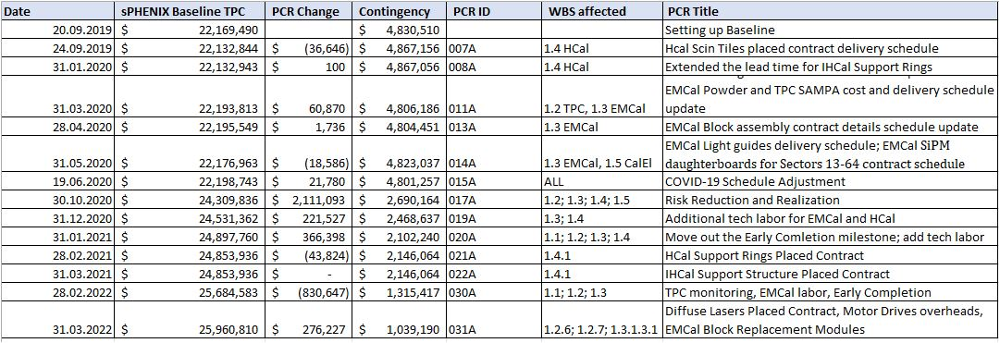 Date sPHENIX Baseline TPC PCR Change Contingency PCR ID WBS affected PCR Title
20.09.2019 $ 22,169,490 $ 4,830,510 Setting up Baseline
24.09.2019 $ 22,132,844 $ (36,646) $ 4,867,156 007A 1.4 HCal Hcal Scin Tiles placed contract delivery schedule
31.01.2020 $ 22,132,943 $ 100 $ 4,867,056 008A 1.4 HCal Extended the lead time for IHCal Support Rings
EMCal Powder and TPC SAMPA cost and delivery schedule
31.03.2020 $ 22,193,813 $ 60,870 $ 4,806,186 011A 1.2 TPC, 1.3 EMCal update
28.04.2020 $ 22,195,549 $ 1,736 $ 4,804,451 013A 1.3 EMCal EMCal Block assembly contract details schedule update
EMCal Light guides delivery schedule; EMCal SiPM
31.05.2020 $ 22,176,963 $ (18,586) $ 4,823,037 014A 1.3 EMCal, 1.5 CalEl daughterboards for Sectors 13-64 contract schedule
19.06.2020 $ 22,198,743 $ 21,780 $ 4,801,257 015A ALL COVID-19 Schedule Adjustment
30.10.2020 $ 24,309,836 $ 2,111,093 $ 2,690,164 017A 1.2; 1.3; 1.4; 1.5 Risk Reduction and Realization
31.12.2020 $ 24,531,362 $ 221,527 $ 2,468,637 019A 1.3; 1.4 Additional tech labor for EMCal and HCal
31.01.2021 $ 24,897,760 $ 366,398 $ 2,102,240 020A 1.1; 1.2; 1.3; 1.4 Move out the Early Comletion milestone; add tech labor
28.02.2021 $ 24,853,936 $ (43,824) $ 2,146,064 021A 1.4.1 HCal Support Rings Placed Contract
31.03.2021 $ 24,853,936 $ - $ 2,146,064 022A 1.4.1 IHCal Support Structure Placed Contract
28.02.2022 $ 25,684,583 $ (830,647) $ 1,315,417 030A 1.1; 1.2; 1.3 TPC monitoring, EMCal labor, Early Completion
Diffuse Lasers Placed Contract, Motor Drives overheads,
31.03.2022 $ 25,960,810 $ 276,227 $ 1,039,190 031A 1.2.6; 1.2.7; 1.3.1.3.1 EMCal Block Replacement Modules